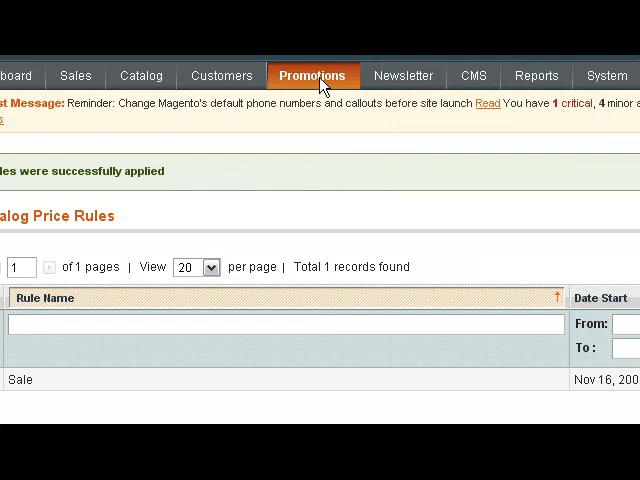 board Sales Catalog Customers Promotions Newsletter CMS Reports System
st Message: Reminder: Change Magento's default phone numbers and callouts before site launch Read You have 1 critical, 4 minor a
s
les were successfully applied
alog Price Rules
1 of 1 pages | View 20 per page | Total 1 records found
Rule Name Date Start
From:
To :
Sale Nov 16, 200